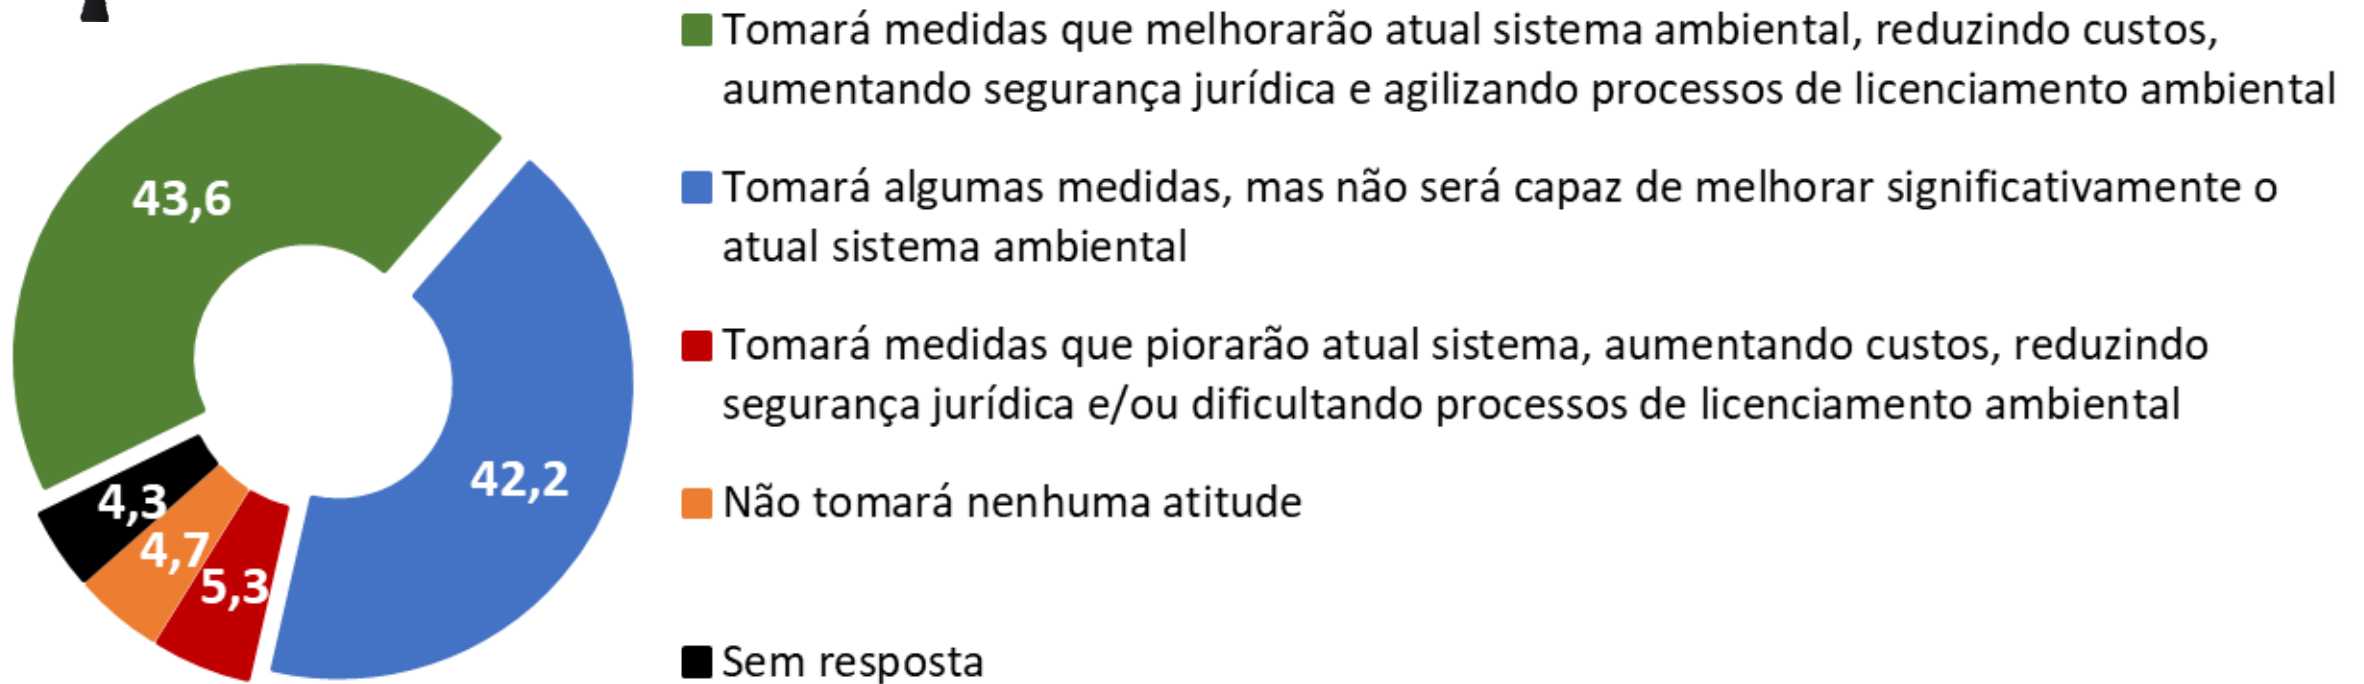 Tomará medidas que melhorarão atual sistema ambiental, reduzindo custos,
aumentando segurança jurídica e agilizando processos de licenciamento ambiental
Tomará algumas medidas, mas não será capaz de melhorar significativamente o
atual sistema ambiental
Tomará medidas que piorarão atual sistema, aumentando custos, reduzindo
segurança jurídica e/ou dificultando processos de licenciamento ambiental
Não tomará nenhuma atitude
Sem resposta
43,6
42,2
4,3
4,7
5,3